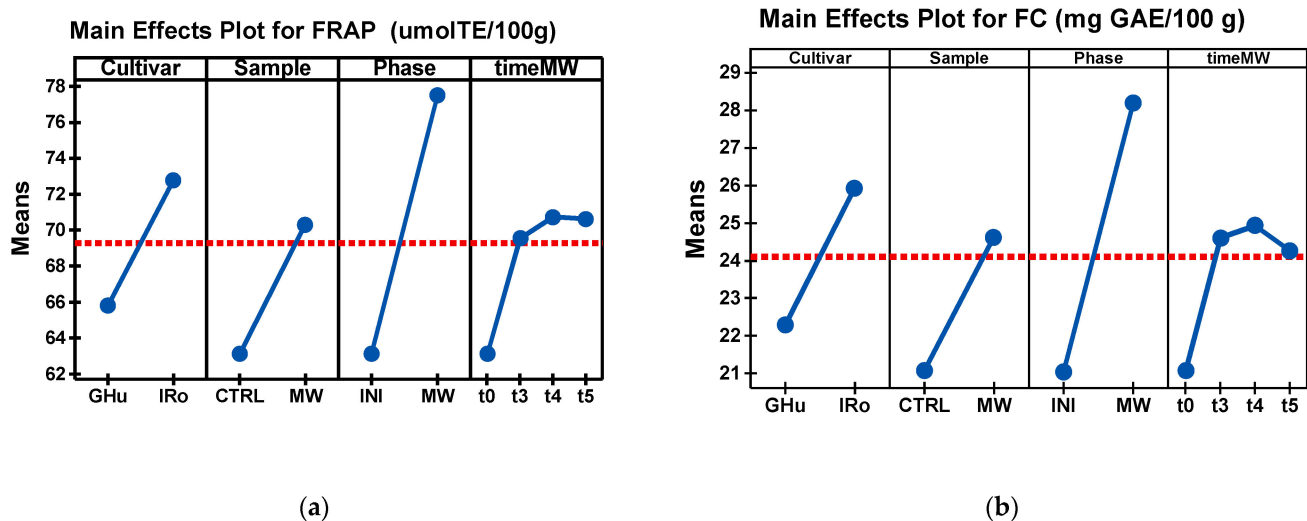 Main Effects Plot for FRAP (umolTE/100g)
Cultivar Sample Phase timeMW
78
76
74
72
70
68
66
64
62
Means
GHu IRo CTRL MW INI MW t0 t3 t4 t5
(a)
Main Effects Plot for FC (mg GAE/100 g)
Cultivar Sample Phase timeMW
29
28
27
26
25
24
23
22
21
Means
GHu IRo CTRL MW INI MW t0 t3 t4 t5
(b)